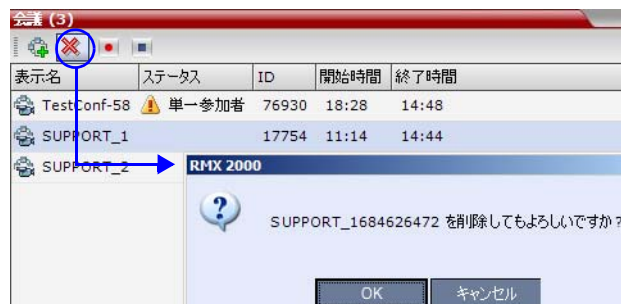 会議 (3)
表示名 ステータス ID 開始時間 終了時間
TestConf-58 単一参加者 76930 18:28 14:48
SUPPORT_1 17754 11:14 14:44
SUPPORT_2
RMX 2000
SUPPORT_1684626472 を削除してもよろしいですか?
OK キャンセル